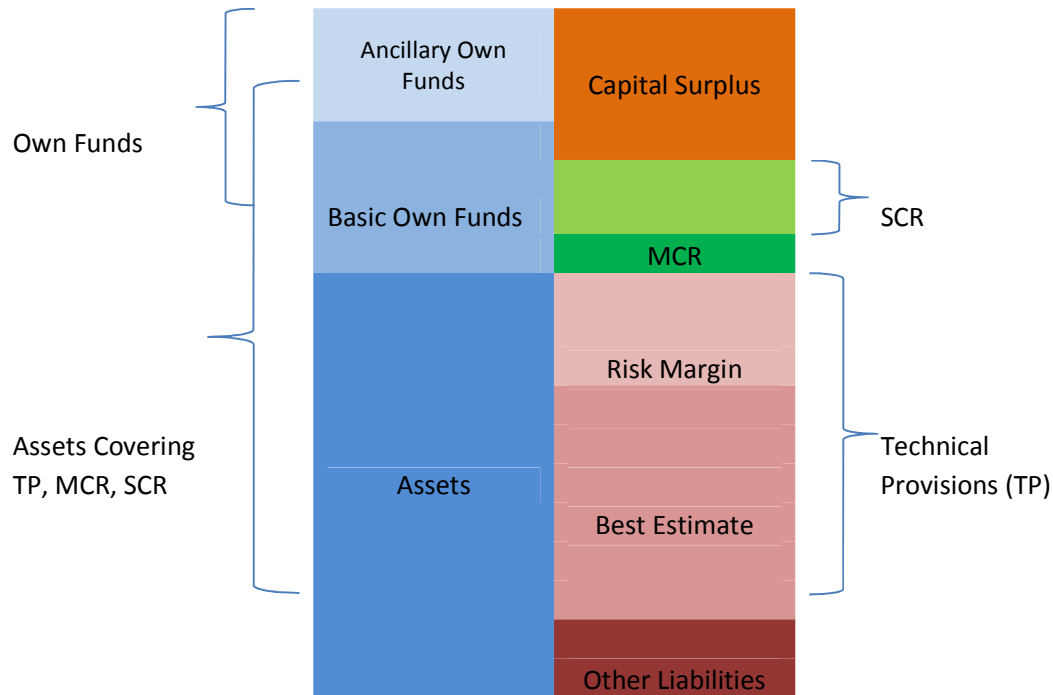 Ancillary Own
Funds
Capital Surplus
Own Funds
Basic Own Funds
SCR
MCR
Risk Margin
Assets Covering
TP, MCR, SCR
Assets
Technical
Provisions (TP)
Best Estimate
Other Liabilities